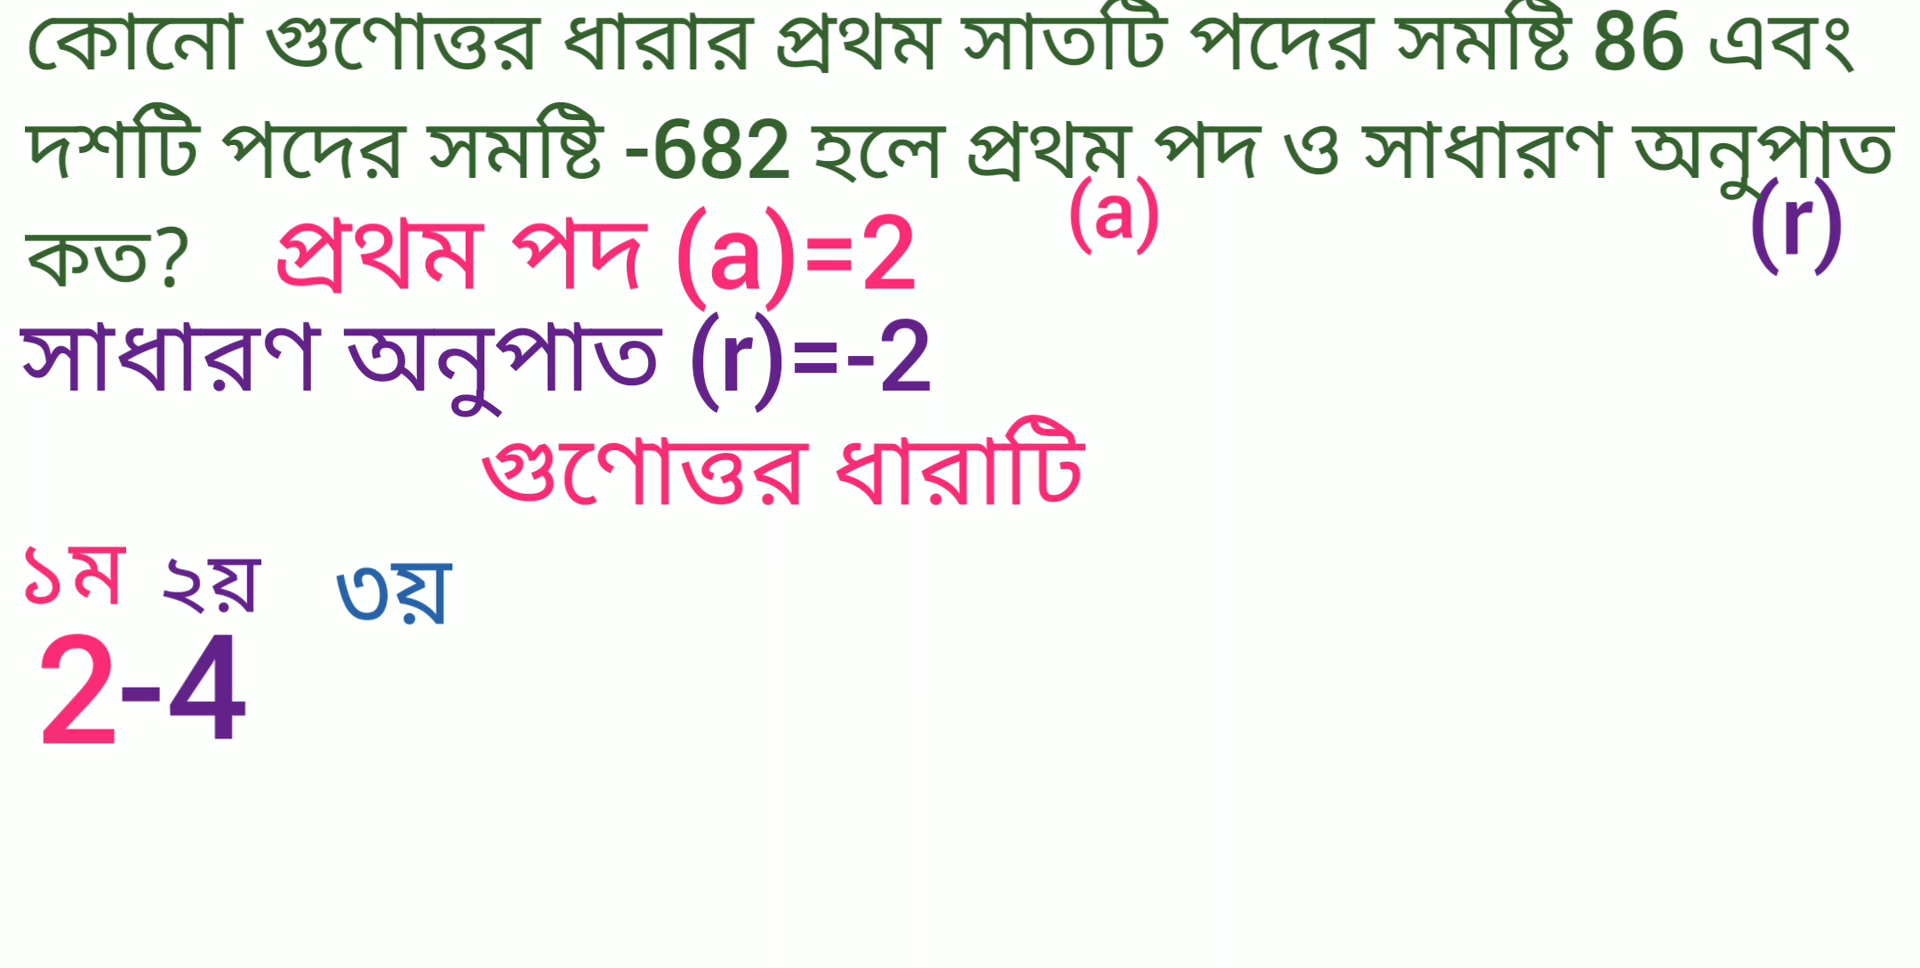 কোনো গুণোত্তর ধারার প্রথম সাতটি পদের সমষ্টি 86 এবং
দশটি পদের সমষ্টি -682 হলে প্রথম পদ ও সাধারণ অনুপাত
(a) (r)
কত? প্রথম পদ (a)=2
সাধারণ অনুপাত (r)=-2
গুণোত্তর ধারাটি
১ম ২য় ৩য়
2-4